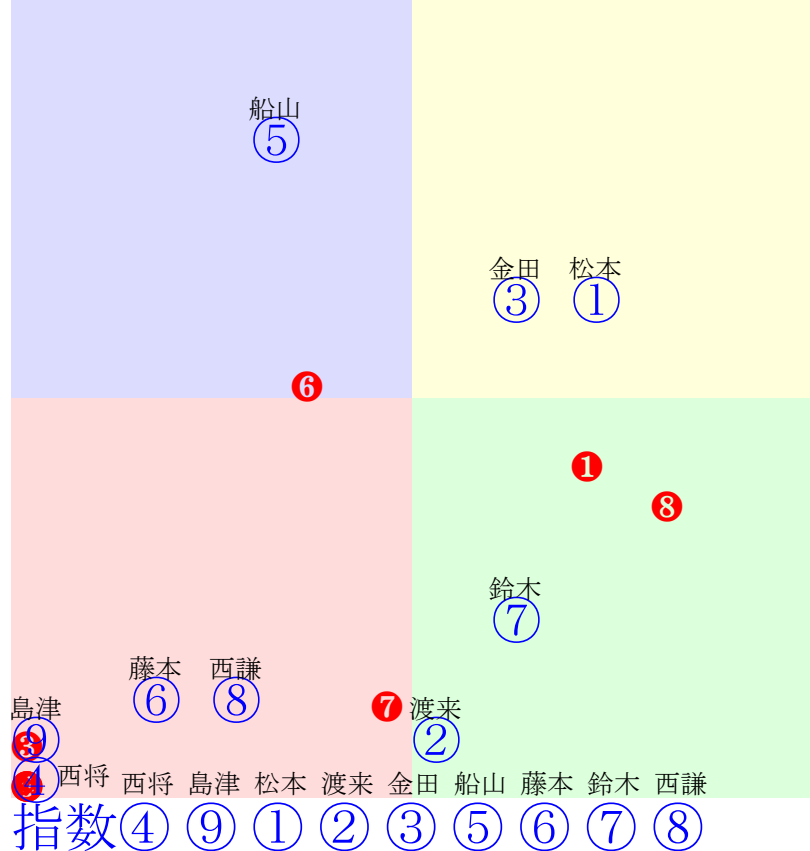 船山
⑤
金田 松本
③ ①
❻
❶
❽
鈴木
⑦
藤本 西謙
⑥ ⑧
島津 ❼ 渡来
⑨ ②
❸
④ 西将
西将 島津 松本 渡来 金田 船山 藤本 鈴木 西謙
指数④ ⑨ ① ② ③ ⑤ ⑥ ⑦ ⑧